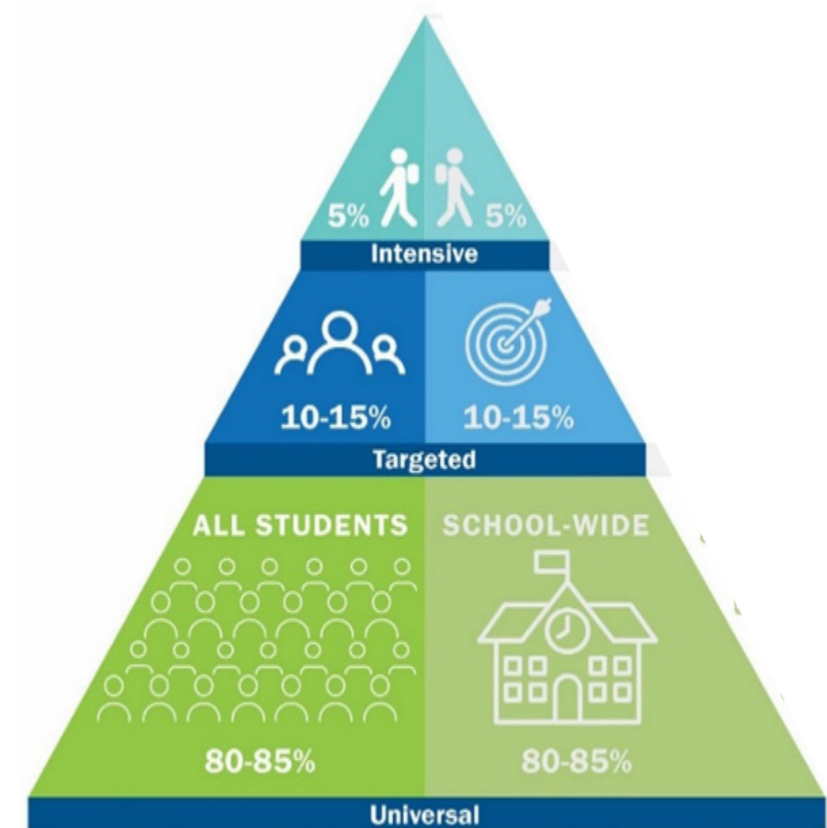 5% 5%
Intensive
10-15% 10-15%
Targeted
ALL STUDENTS SCHOOL-WIDE
80-85% 80-85%
Universal